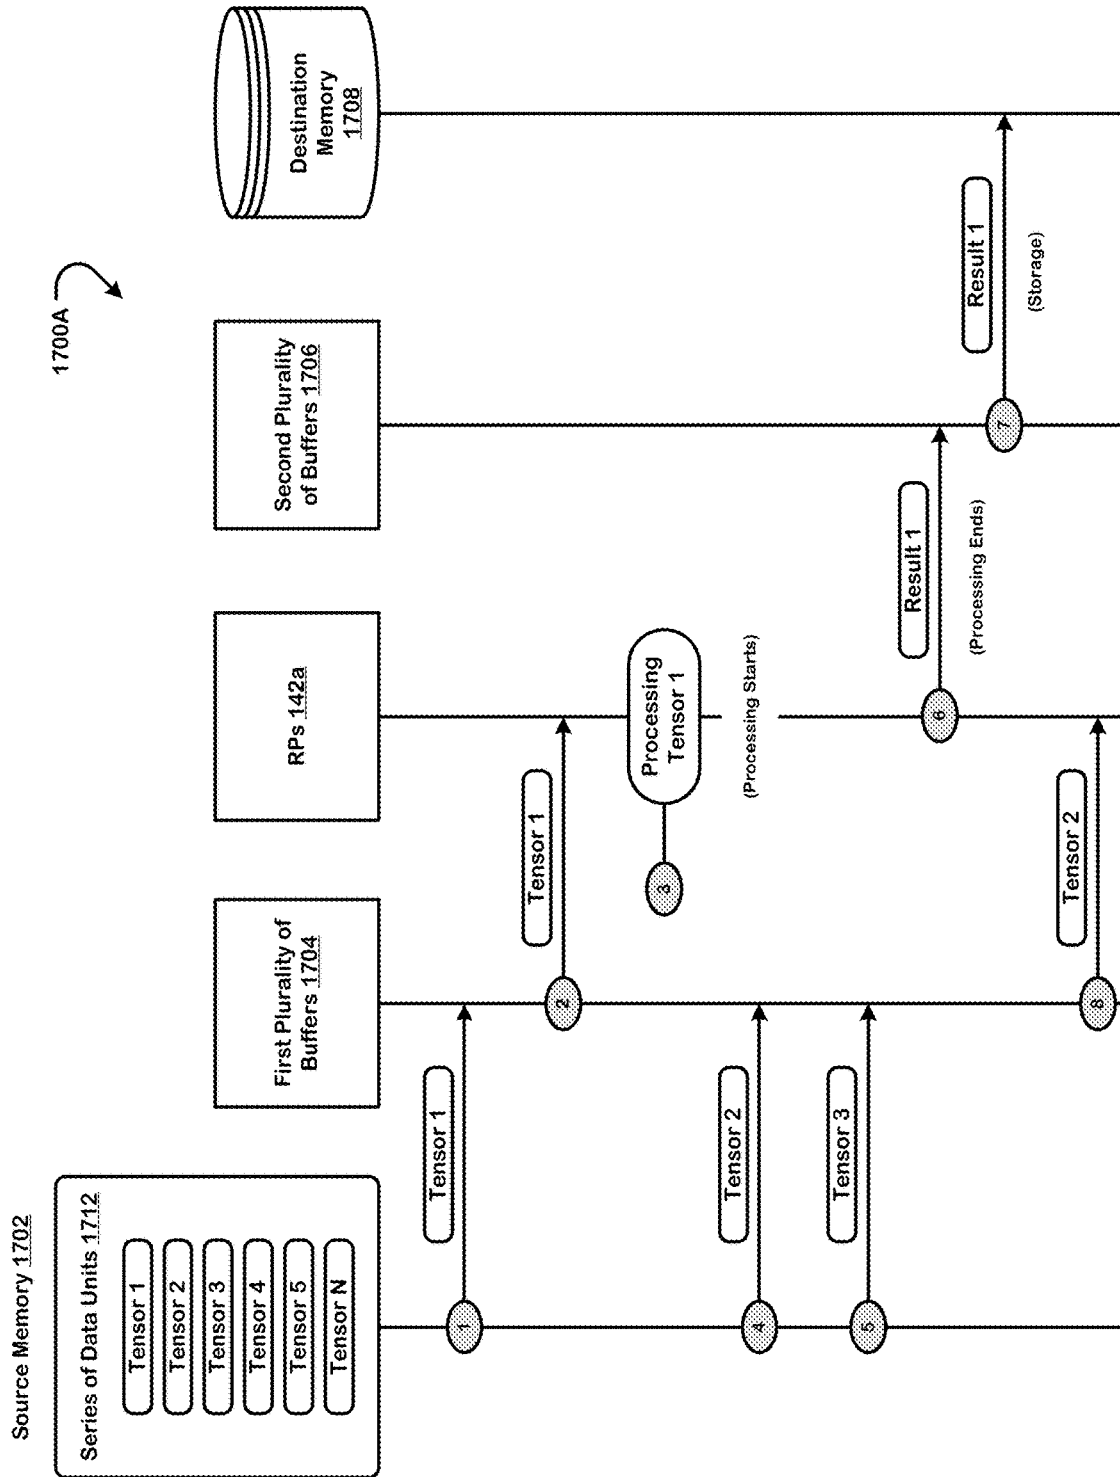 1700A
Source Memory 1702
Series of Data Units 1712
Tensor 1
Tensor 2
Tensor 3
Tensor 4
Tensor 5
Tensor N
First Plurality of
Buffers 1704
RPs 142a
Second Plurality
of Buffers 1706
Destination
Memory
1708
1
Tensor 1
2
Tensor 1
3
Processing
Tensor 1
(Processing Starts)
4
Tensor 2
5
Tensor 3
6
Result 1
(Processing Ends)
7
Result 1
(Storage)
8
Tensor 2